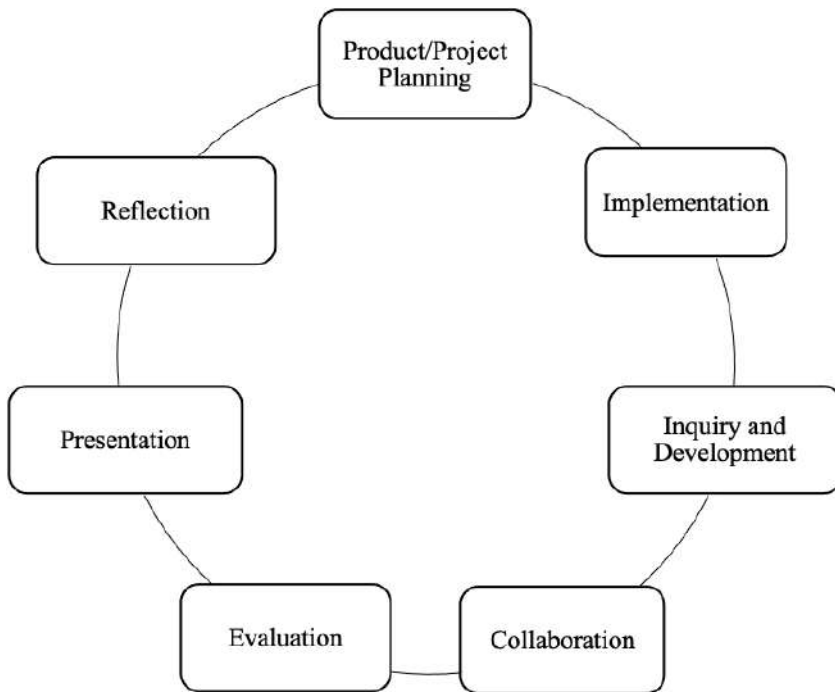 Product/Project
Planning
Implementation
Inquiry and
Development
Collaboration
Evaluation
Presentation
Reflection